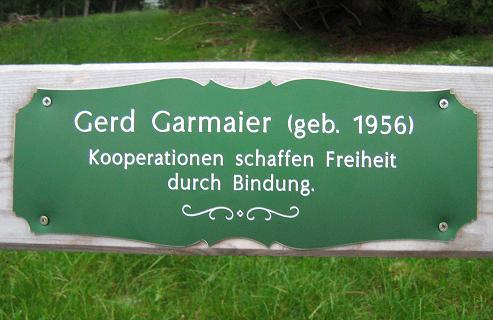 Gerd Garmaier (geb. 1956)
Kooperationen schaffen Freiheit
durch Bindung.